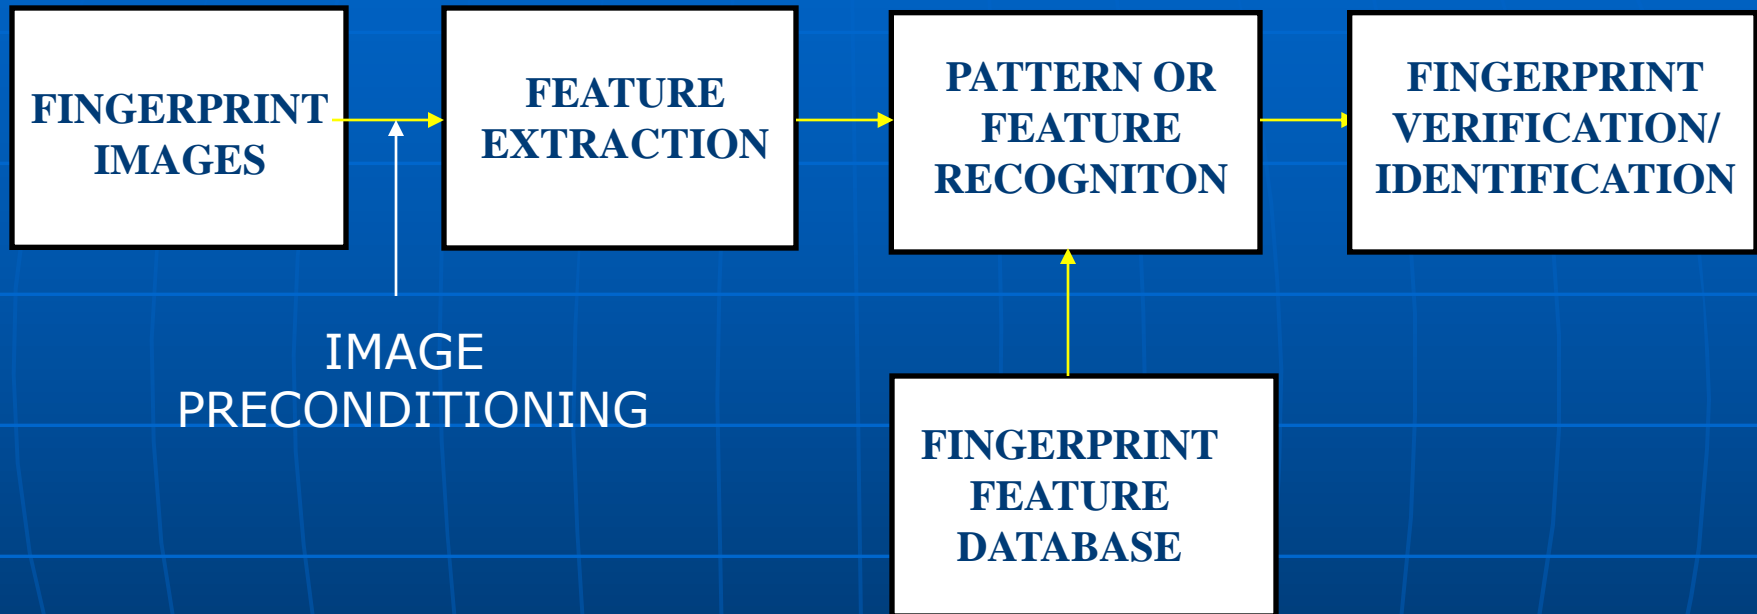 FINGERPRINT
IMAGES
FEATURE
EXTRACTION
PATTERN OR
FEATURE
RECOGNITON
FINGERPRINT
VERIFICATION/
IDENTIFICATION
IMAGE
PRECONDITIONING
FINGERPRINT
FEATURE
DATABASE